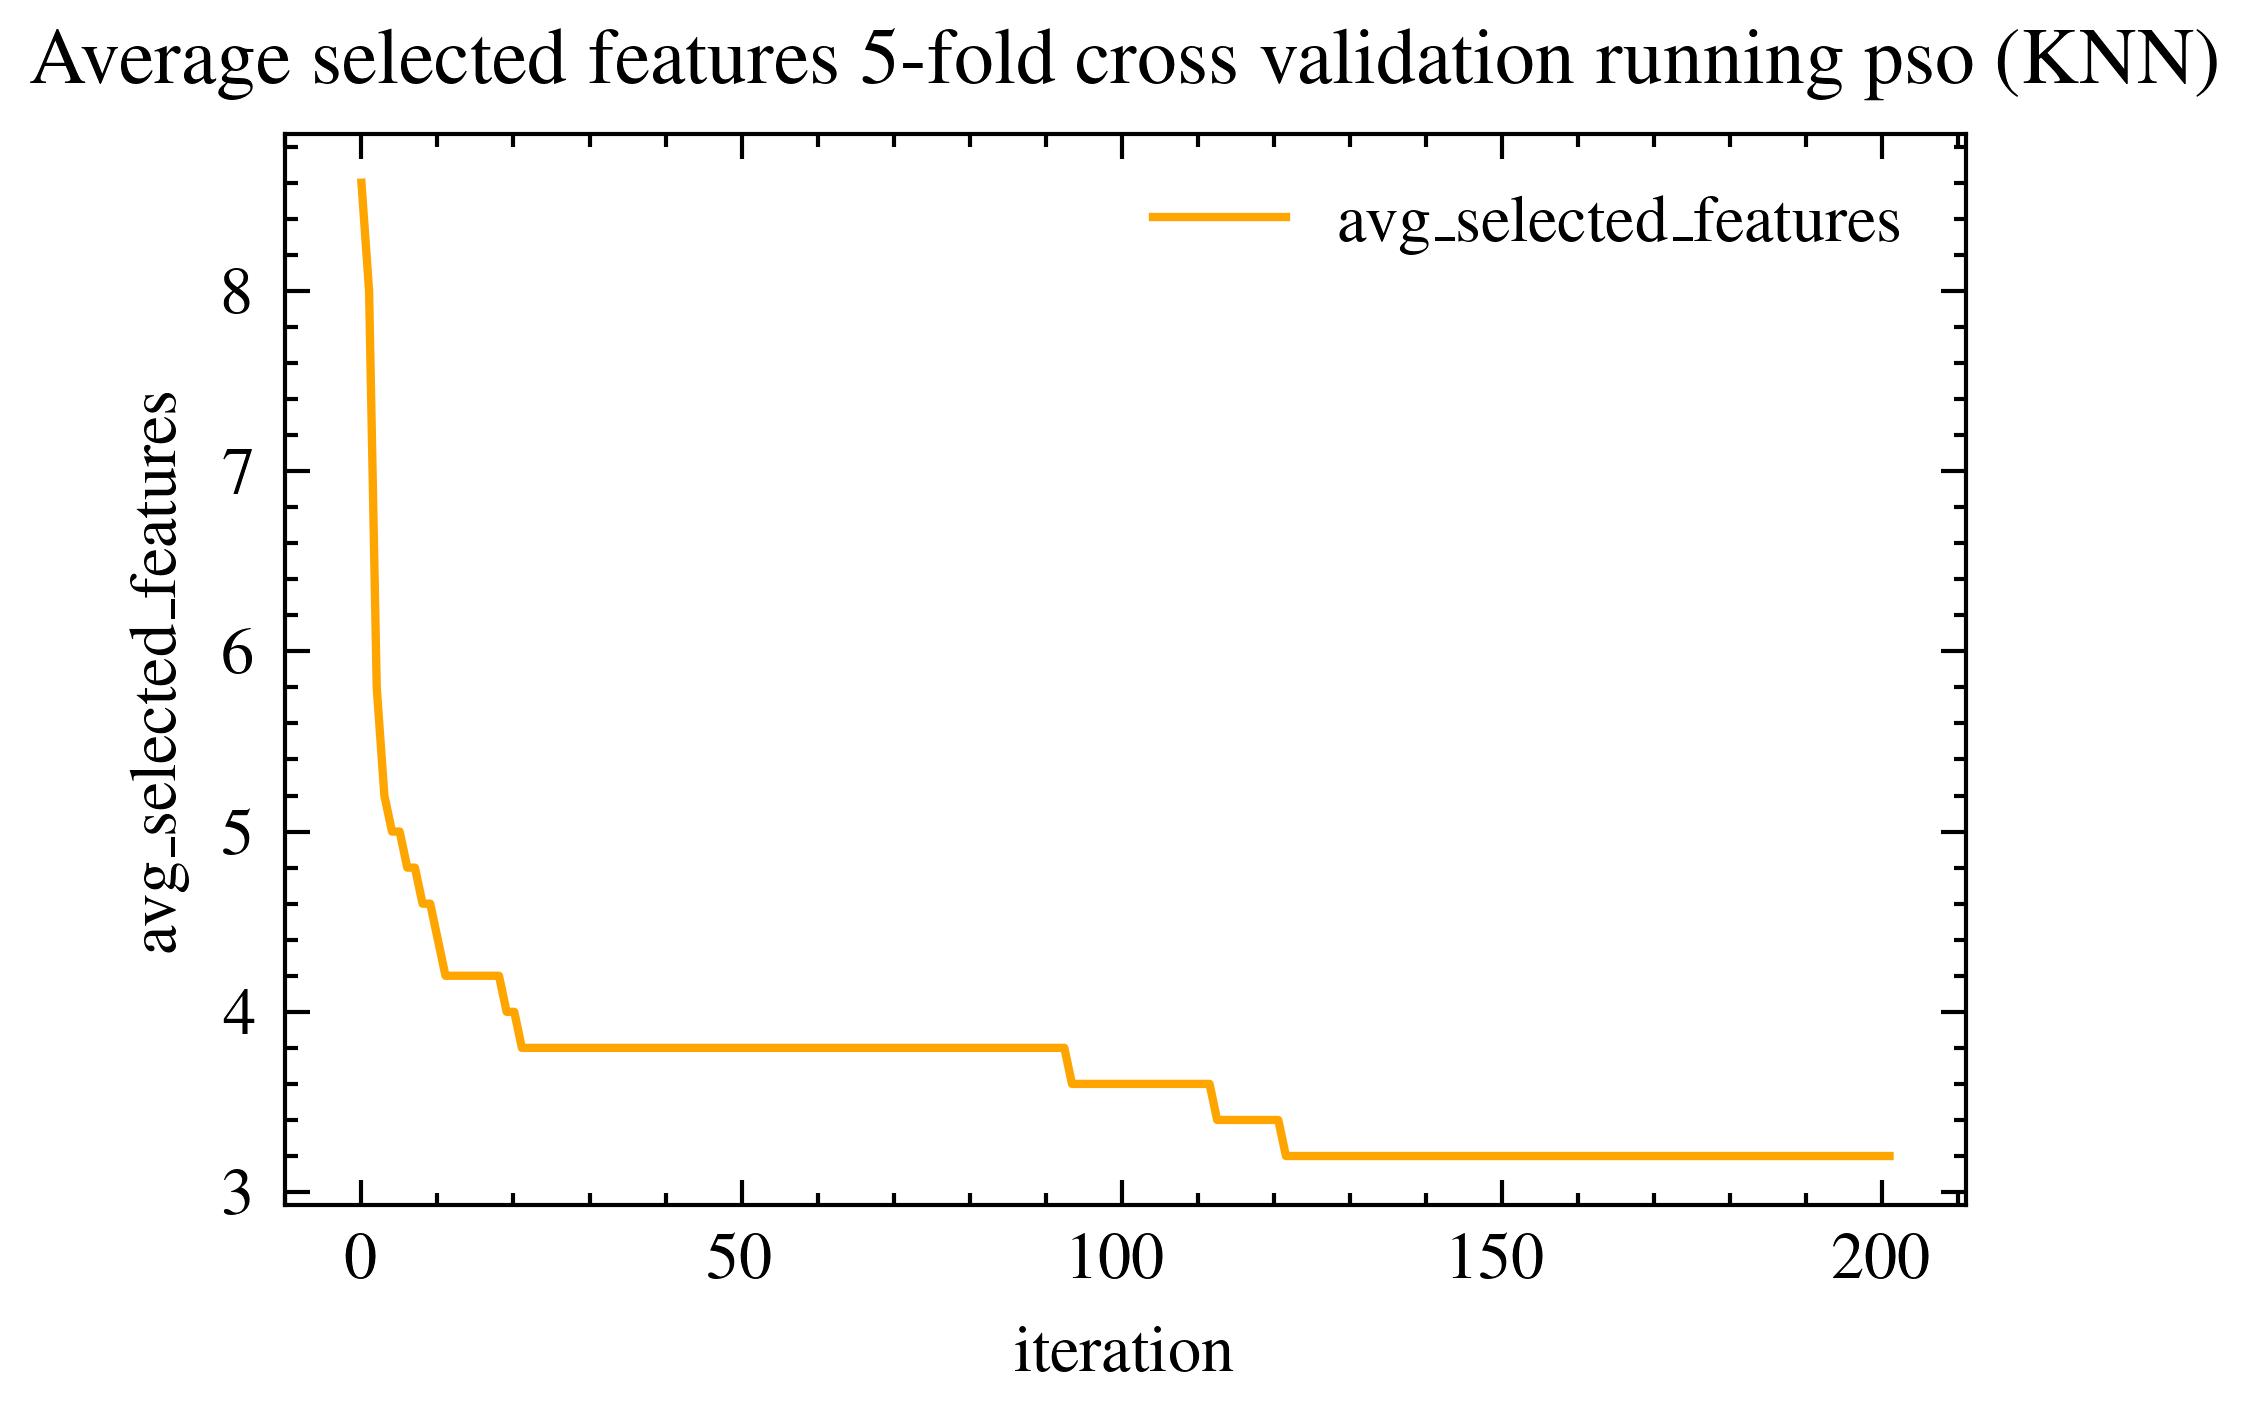 Average selected features 5-fold cross validation running pso (KNN)
avg_selected_features
avg_selected_features
8
7
6
5
4
3
0 50 100 150 200
iteration